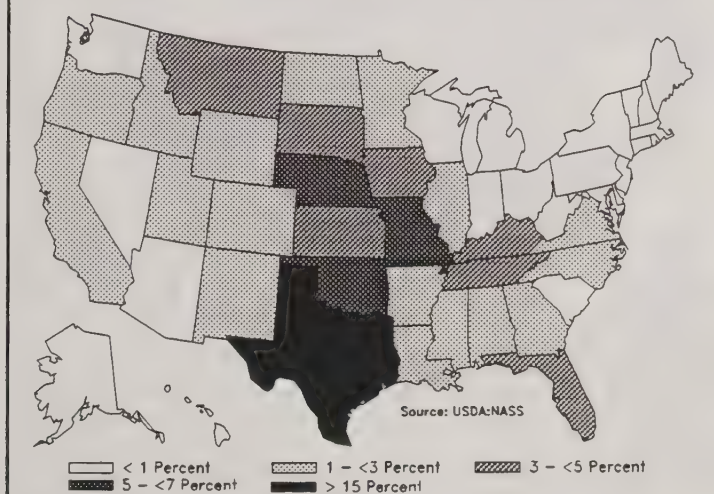 Source: USDA:NASS
< 1 Percent 1 - <3 Percent 3 - <5 Percent
5 - <7 Percent > 15 Percent